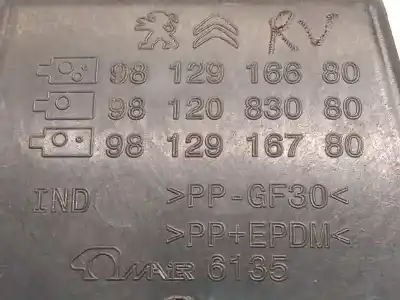 RV
98 129 166 80
98 120 830 80
98 129 167 80
IND >PP-GF30<
>PP+EPDM<
MAIER 6135